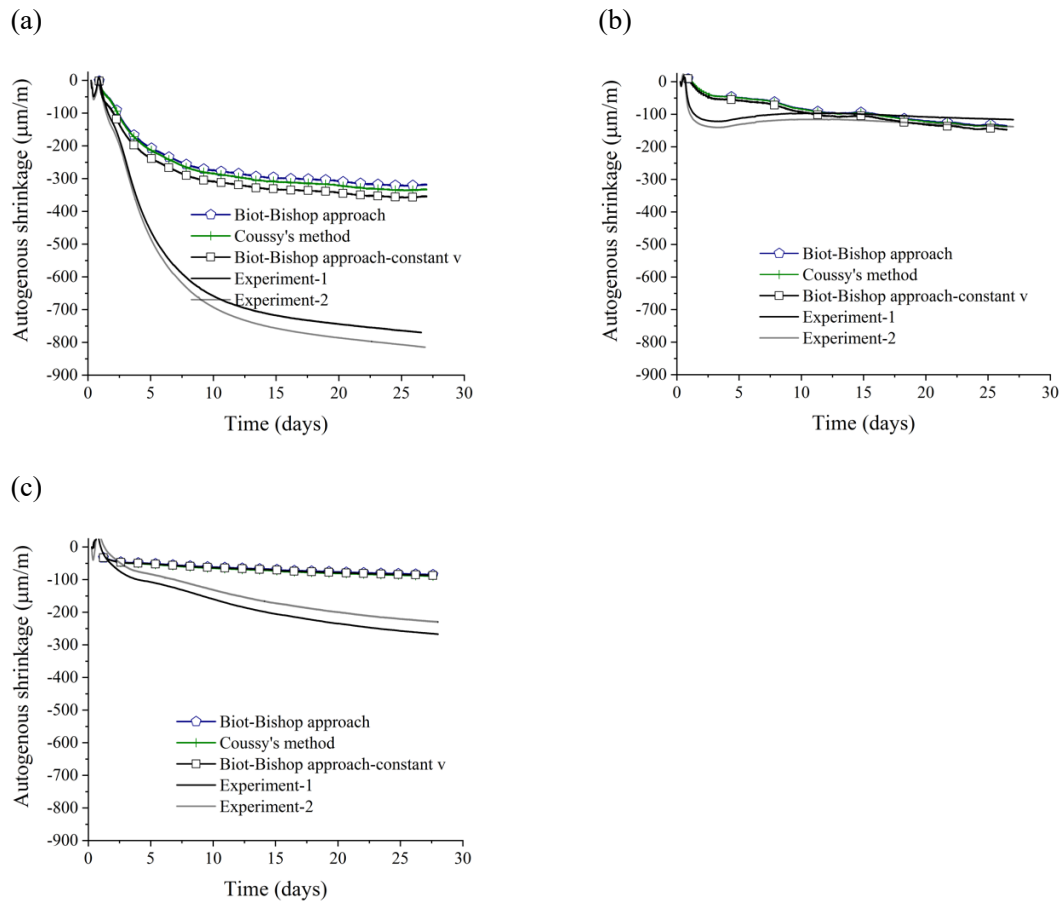 (a)
Autogenous shrinkage (μm/m)
0
-100
-200
-300
-400
-500
-600
-700
-800
-900
Biot-Bishop approach
Coussy's method
Biot-Bishop approach-constant v
Experiment-1
Experiment-2
0 5 10 15 20 25 30
Time (days)
(b)
Autogenous shrinkage (μm/m)
0
-100
-200
-300
-400
-500
-600
-700
-800
-900
Biot-Bishop approach
Coussy's method
Biot-Bishop approach-constant v
Experiment-1
Experiment-2
0 5 10 15 20 25 30
Time (days)
(c)
Autogenous shrinkage (μm/m)
0
-100
-200
-300
-400
-500
-600
-700
-800
-900
Biot-Bishop approach
Coussy's method
Biot-Bishop approach-constant v
Experiment-1
Experiment-2
0 5 10 15 20 25 30
Time (days)